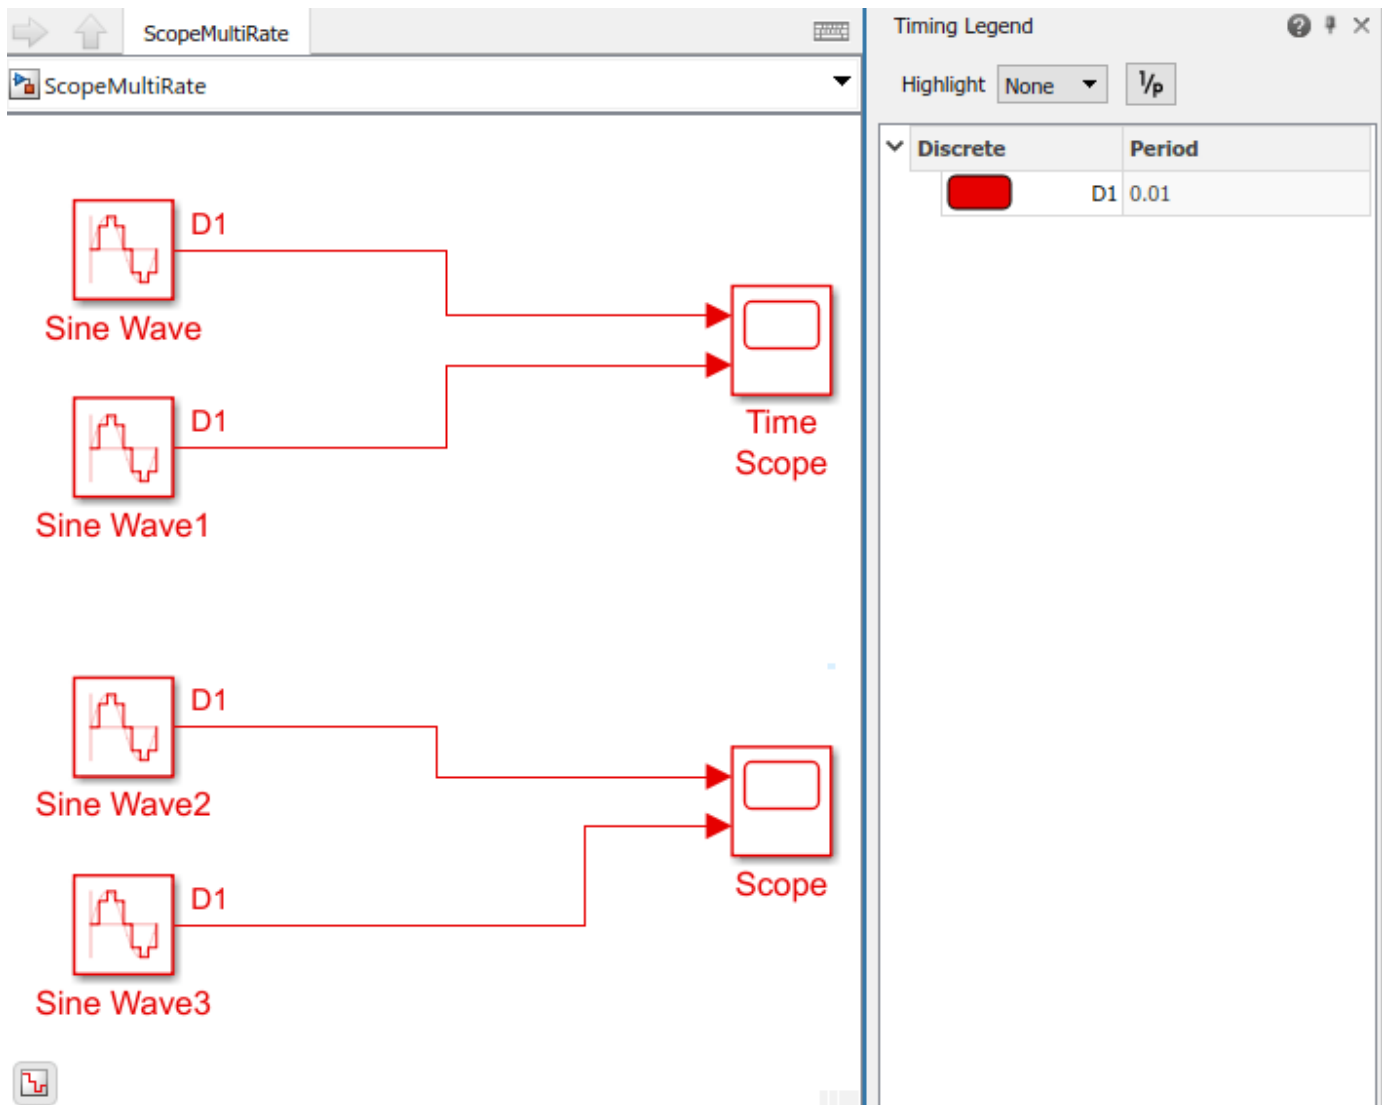 ScopeMultiRate
ScopeMultiRate
D1
Sine Wave
D1
Sine Wave1
Time
Scope
D1
Sine Wave2
D1
Sine Wave3
Scope
Timing Legend
Highlight None 1/p
Discrete Period
D1 0.01